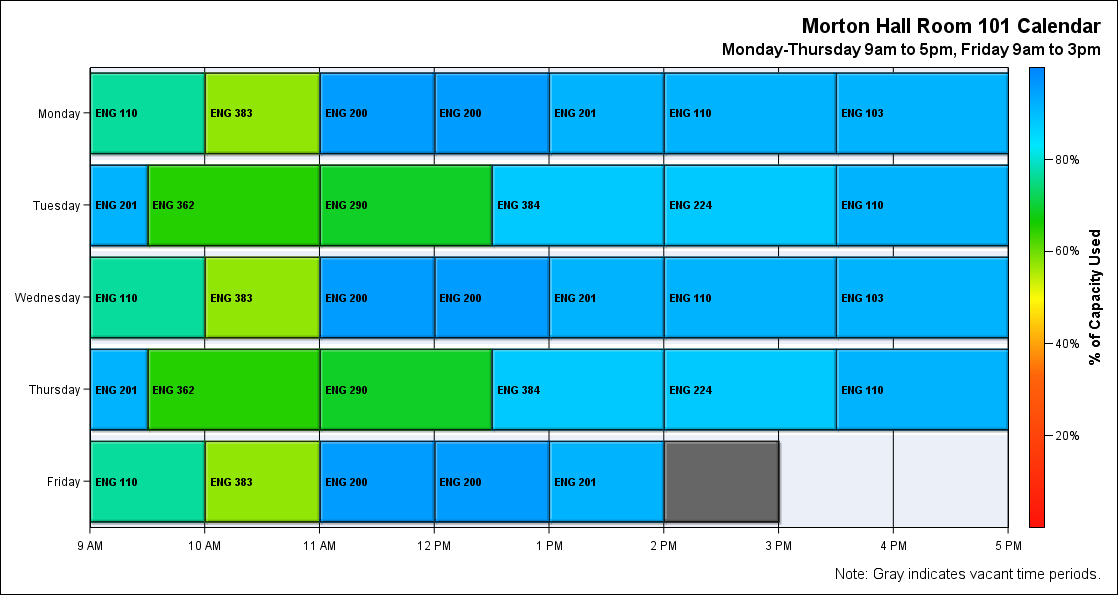 Morton Hall Room 101 Calendar
Monday-Thursday 9am to 5pm, Friday 9am to 3pm
Monday ENG 110 ENG 383 ENG 200 ENG 200 ENG 201 ENG 110 ENG 103
Tuesday ENG 201 ENG 362 ENG 290 ENG 384 ENG 224 ENG 110
Wednesday ENG 110 ENG 383 ENG 200 ENG 200 ENG 201 ENG 110 ENG 103
Thursday ENG 201 ENG 362 ENG 290 ENG 384 ENG 224 ENG 110
Friday ENG 110 ENG 383 ENG 200 ENG 200 ENG 201
9 AM 10 AM 11 AM 12 PM 1 PM 2 PM 3 PM 4 PM 5 PM
80%
60%
40%
20%
% of Capacity Used
Note: Gray indicates vacant time periods.